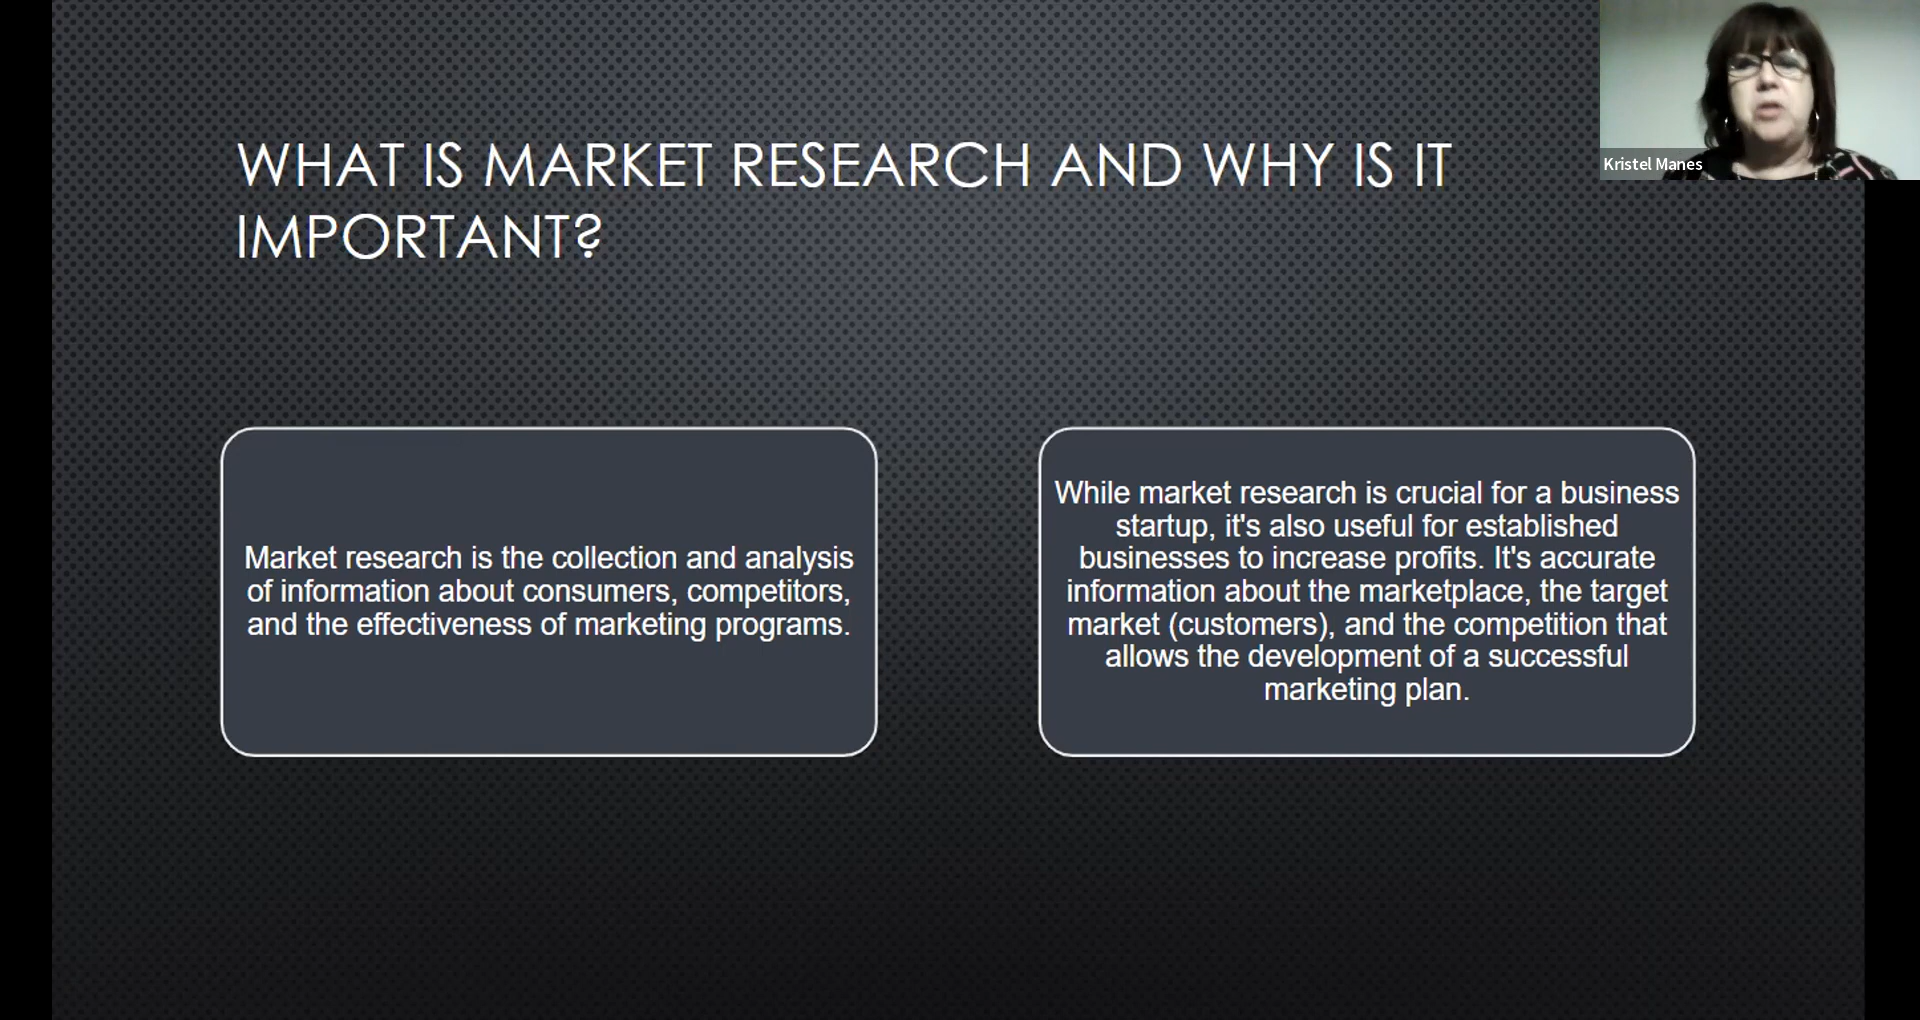 WHAT IS MARKET RESEARCH AND WHY IS IT
IMPORTANT?
Kristel Manes
Market research is the collection and analysis
of information about consumers, competitors,
and the effectiveness of marketing programs.
While market research is crucial for a business
startup, it's also useful for established
businesses to increase profits. It's accurate
information about the marketplace, the target
market (customers), and the competition that
allows the development of a successful
marketing plan.